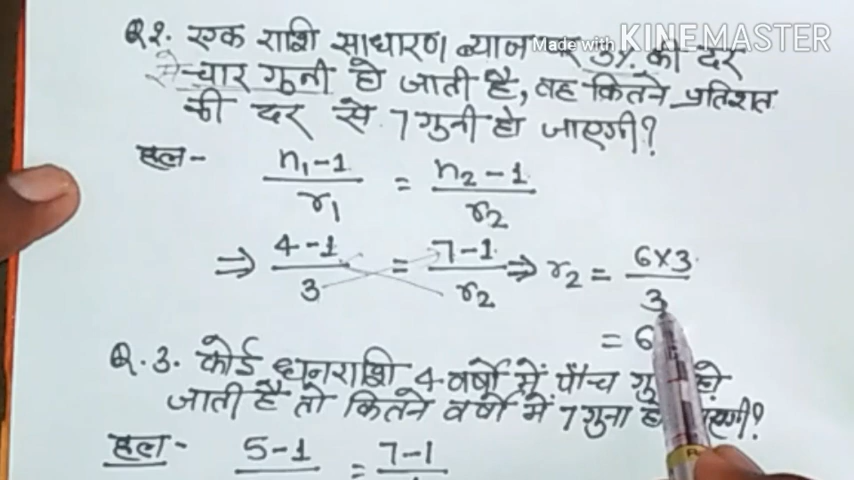 Made with KINEMASTER
Q २. एक राशि साधारण ब्याज पर 3% की दर
से चार गुनी हो जाती है, वह कितने प्रतिशत
की दर से 7 गुनी हो जाएगी?
हल - n₁-1/r₁ = n₂-1/r₂
⇒ 4-1/3 = 7-1/r₂ ⇒ r₂ = 6×3/3
= 6
Q. 3. कोई धनराशि 4 वर्षो में पाँच हो
जाती है तो कितने वर्षो में 7 गुना
हल - 5-1 = 7-1